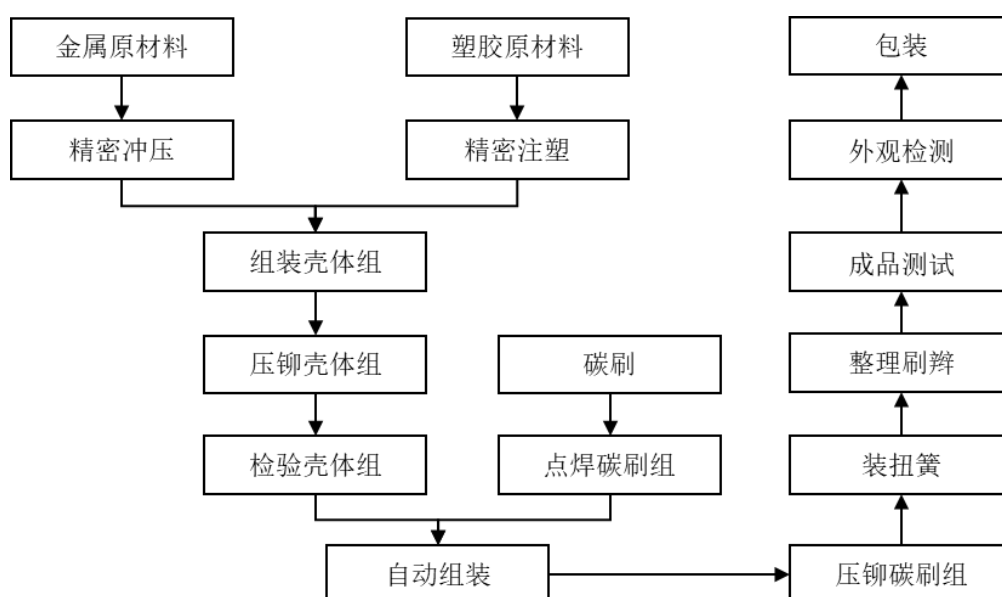 金属原材料
塑胶原材料
包装
精密冲压
精密注塑
外观检测
组装壳体组
成品测试
压铆壳体组
碳刷
整理刷辫
检验壳体组
点焊碳刷组
装扭簧
自动组装
压铆碳刷组